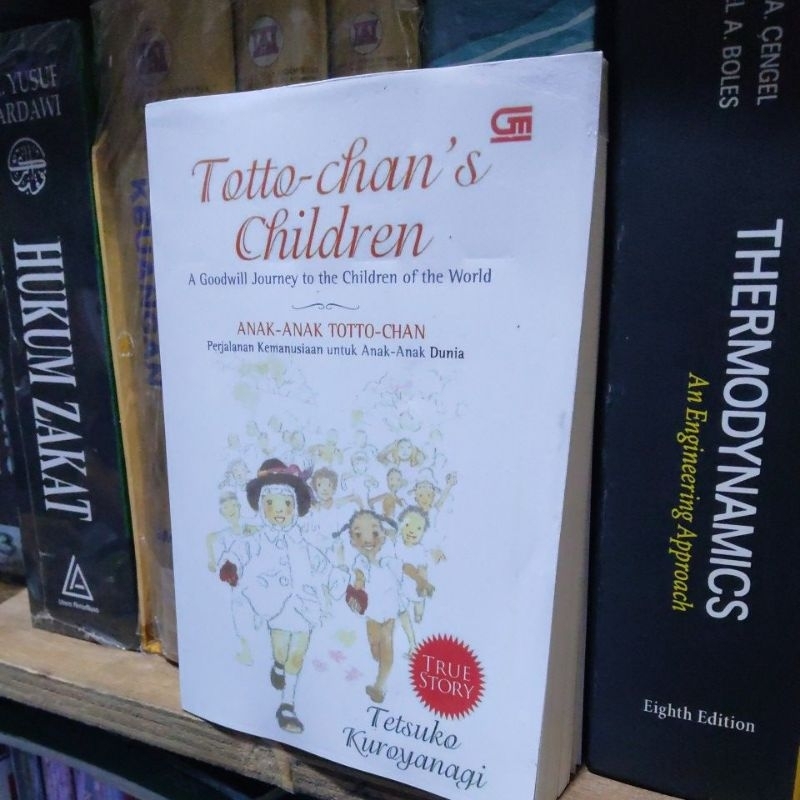 YUSUF
ARDAWI
HUKUM ZAKAT
KEUANGAN
GM
Totto-chan's
Children
A Goodwill Journey to the Children of the World
ANAK-ANAK TOTTO-CHAN
Perjalanan Kemanusiaan untuk Anak-Anak Dunia
TRUE
STORY
Tetsuko
Kuroyanagi
A. ÇENGEL
A. BOLES
THERMODYNAMICS
An Engineering Approach
Eighth Edition